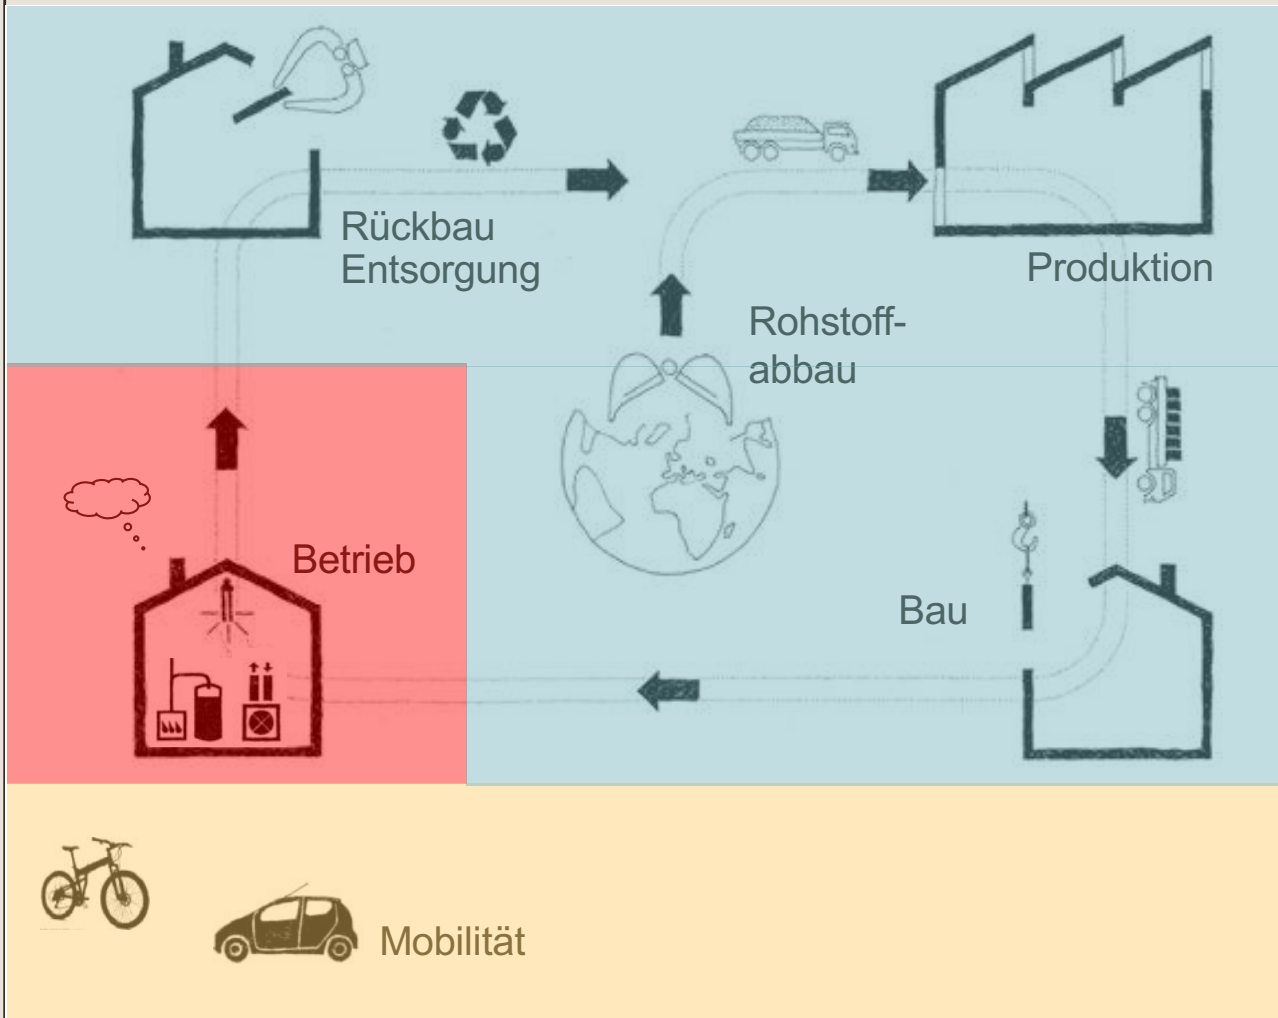 Rückbau
Entsorgung
Produktion
Rohstoff-
abbau
Betrieb
Bau
Mobilität